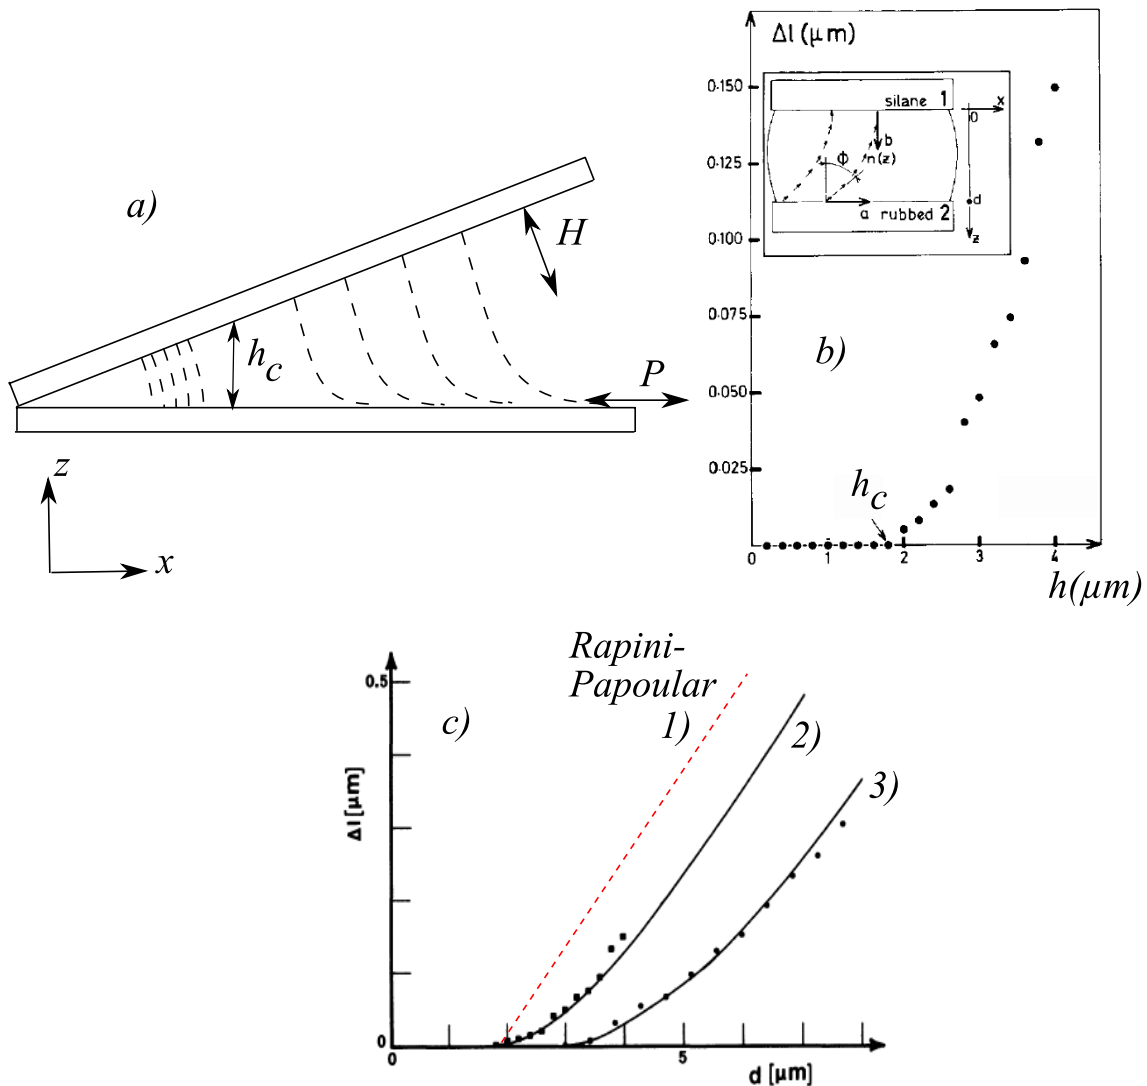 a)
H
h_c
P
z
x
Δl (μm)
0.150
0.125
0.100
0.075
0.050
0.025
silane 1
x
0
b
Φ
n(z)
d
a rubbed 2
z
b)
h_c
0 1 2 3 4
h(μm)
Rapini-
Papoular
1)
c)
2)
3)
0.5
Δl [μm]
0
0 5
d [μm]